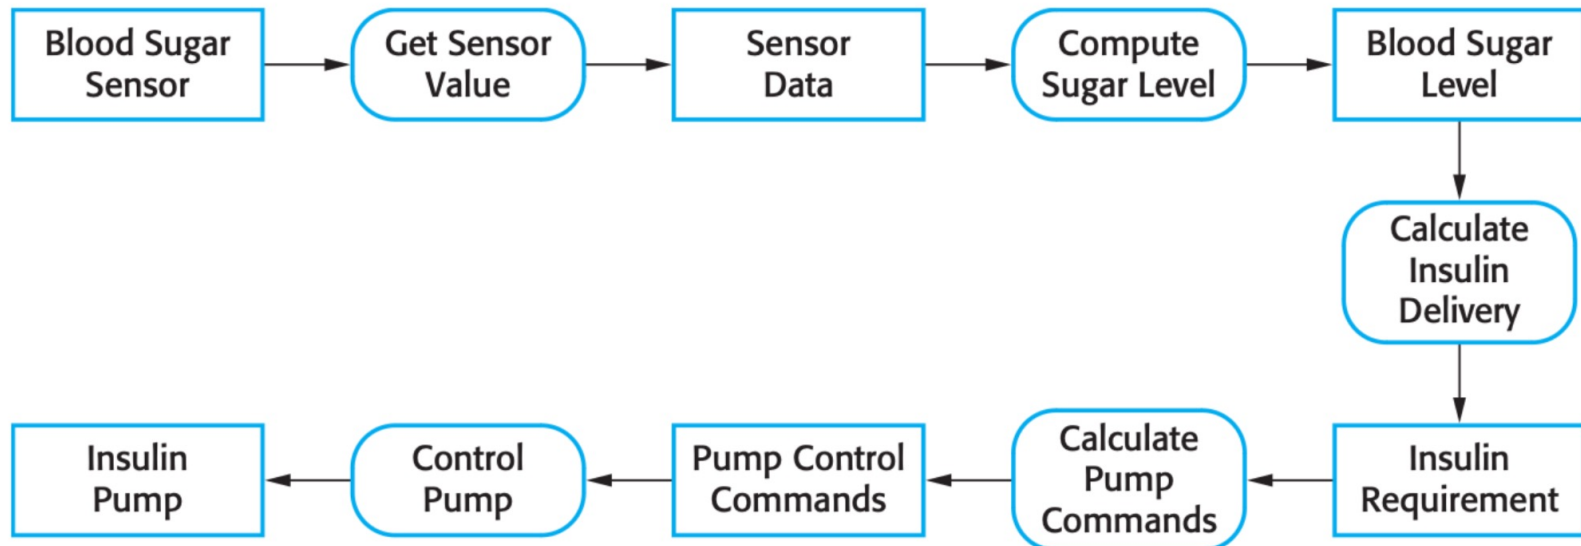 Blood Sugar
Sensor
Get Sensor
Value
Sensor
Data
Compute
Sugar Level
Blood Sugar
Level
Calculate
Insulin
Delivery
Insulin
Requirement
Calculate
Pump
Commands
Pump Control
Commands
Control
Pump
Insulin
Pump